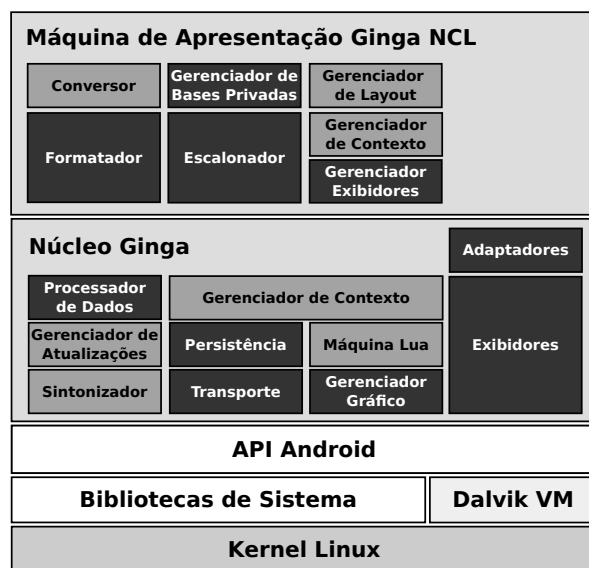 Máquina de Apresentação Ginga NCL
Conversor
Gerenciador de
Bases Privadas
Gerenciador
de Layout
Formatador
Escalonador
Gerenciador
de Contexto
Gerenciador
Exibidores
Núcleo Ginga
Adaptadores
Processador
de Dados
Gerenciador de Contexto
Gerenciador de
Atualizações
Persistência
Máquina Lua
Exibidores
Sintonizador
Transporte
Gerenciador
Gráfico
API Android
Bibliotecas de Sistema
Dalvik VM
Kernel Linux